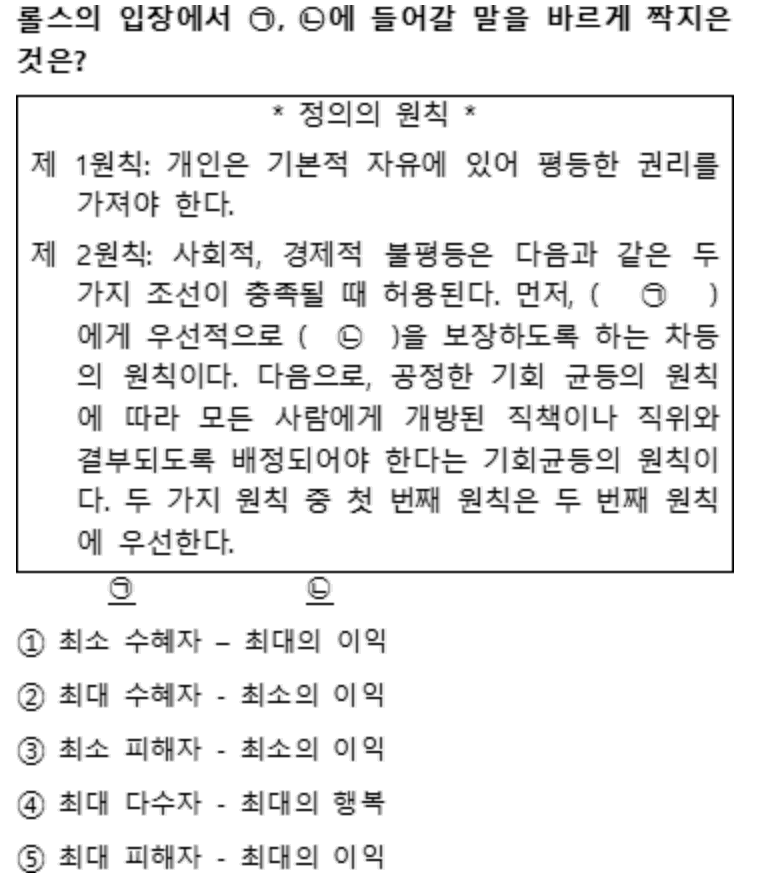 롤스의 입장에서 ㉠, ㉡에 들어갈 말을 바르게 짝지은
것은?
* 정의의 원칙 *
제 1원칙: 개인은 기본적 자유에 있어 평등한 권리를
가져야 한다.
제 2원칙: 사회적, 경제적 불평등은 다음과 같은 두
가지 조선이 충족될 때 허용된다. 먼저, ( ㉠ )
에게 우선적으로 ( ㉡ )을 보장하도록 하는 차등
의 원칙이다. 다음으로, 공정한 기회 균등의 원칙
에 따라 모든 사람에게 개방된 직책이나 직위와
결부되도록 배정되어야 한다는 기회균등의 원칙이
다. 두 가지 원칙 중 첫 번째 원칙은 두 번째 원칙
에 우선한다.
㉠ ㉡
① 최소 수혜자 – 최대의 이익
② 최대 수혜자 - 최소의 이익
③ 최소 피해자 - 최소의 이익
④ 최대 다수자 - 최대의 행복
⑤ 최대 피해자 - 최대의 이익